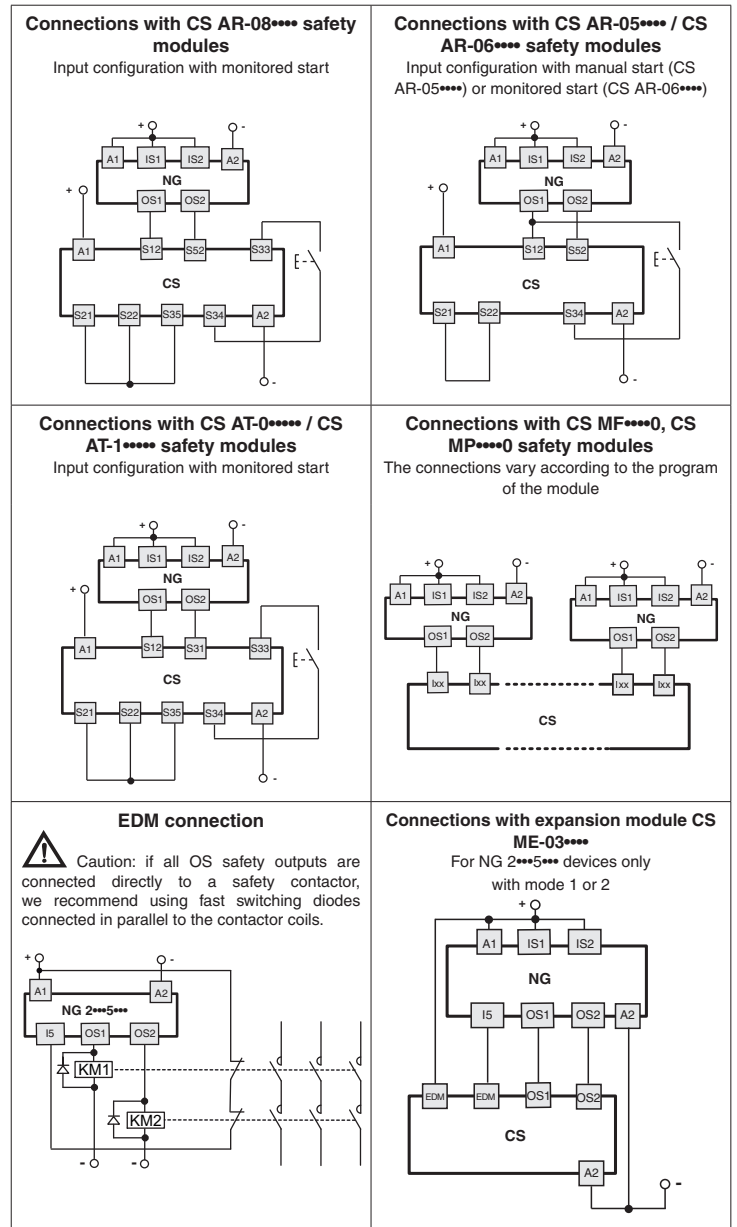 Connections with CS AR-08•••• safety
modules
Input configuration with monitored start
+ -
A1 IS1 IS2 A2
NG
OS1 OS2
+
A1 S12 S52 S33
CS
S21 S22 S35 S34 A2
-
Connections with CS AR-05•••• / CS
AR-06•••• safety modules
Input configuration with manual start (CS
AR-05••••) or monitored start (CS AR-06••••)
+ -
A1 IS1 IS2 A2
NG
OS1 OS2
+
A1 S12 S52
CS
S21 S22 S34 A2
-
Connections with CS AT-0••••• / CS
AT-1••••• safety modules
Input configuration with monitored start
+ -
A1 IS1 IS2 A2
NG
OS1 OS2
+
A1 S12 S31 S33
CS
S21 S22 S35 S34 A2
-
Connections with CS MF••••0, CS
MP••••0 safety modules
The connections vary according to the program
of the module
+ - + -
A1 IS1 IS2 A2 A1 IS1 IS2 A2
NG NG
OS1 OS2 OS1 OS2
Ixx Ixx Ixx Ixx
CS
EDM connection
Caution: if all OS safety outputs are
connected directly to a safety contactor,
we recommend using fast switching diodes
connected in parallel to the contactor coils.
+ -
A1 A2
NG 2•••5•••
I5 OS1 OS2
KM1
KM2
- -
Connections with expansion module CS
ME-03••••
For NG 2•••5••• devices only
with mode 1 or 2
+
A1 IS1 IS2
NG
I5 OS1 OS2 A2
EDM EDM OS1 OS2
CS
A2
-